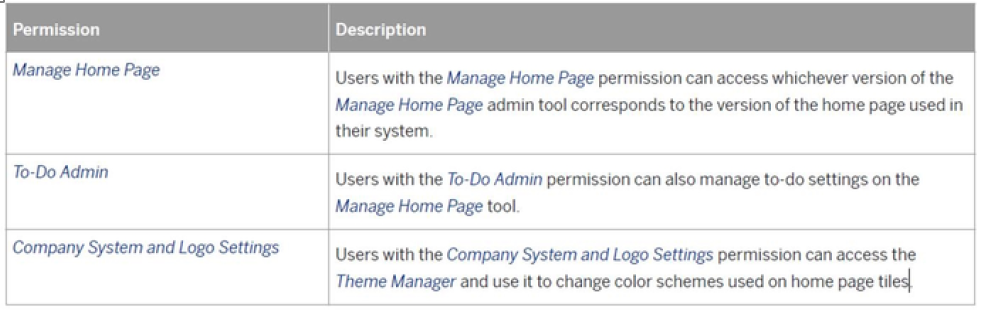 Permission Description
Manage Home Page
Users with the Manage Home Page permission can access whichever version of the
Manage Home Page admin tool corresponds to the version of the home page used in
their system.
To-Do Admin
Users with the To-Do Admin permission can also manage to-do settings on the
Manage Home Page tool.
Company System and Logo Settings
Users with the Company System and Logo Settings permission can access the
Theme Manager and use it to change color schemes used on home page tiles.